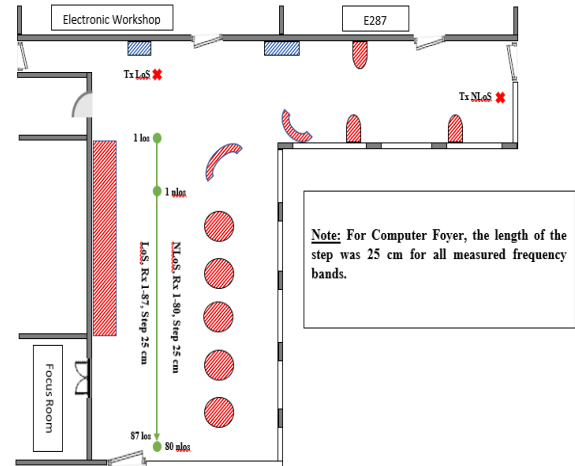 Electronic Workshop
E287
Tx LoS
Tx NLoS
1 los
1 nlos
LoS, Rx 1-87, Step 25 cm
NLoS, Rx 1-80, Step 25 cm
Note: For Computer Foyer, the length of the
step was 25 cm for all measured frequency
bands.
Focus Room
87 los
80 nlos